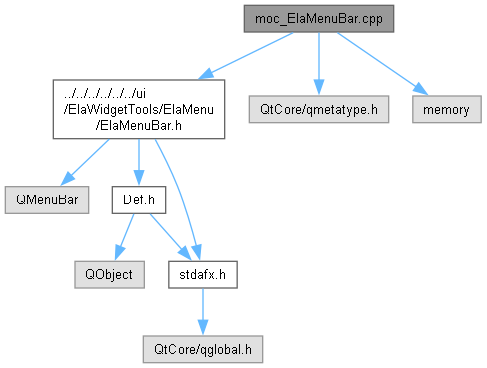 moc_ElaMenuBar.cpp
../../../../../../ui
/ElaWidgetTools/ElaMenu
/ElaMenuBar.h
QtCore/qmetatype.h
memory
QMenuBar
Def.h
QObject
stdafx.h
QtCore/qglobal.h